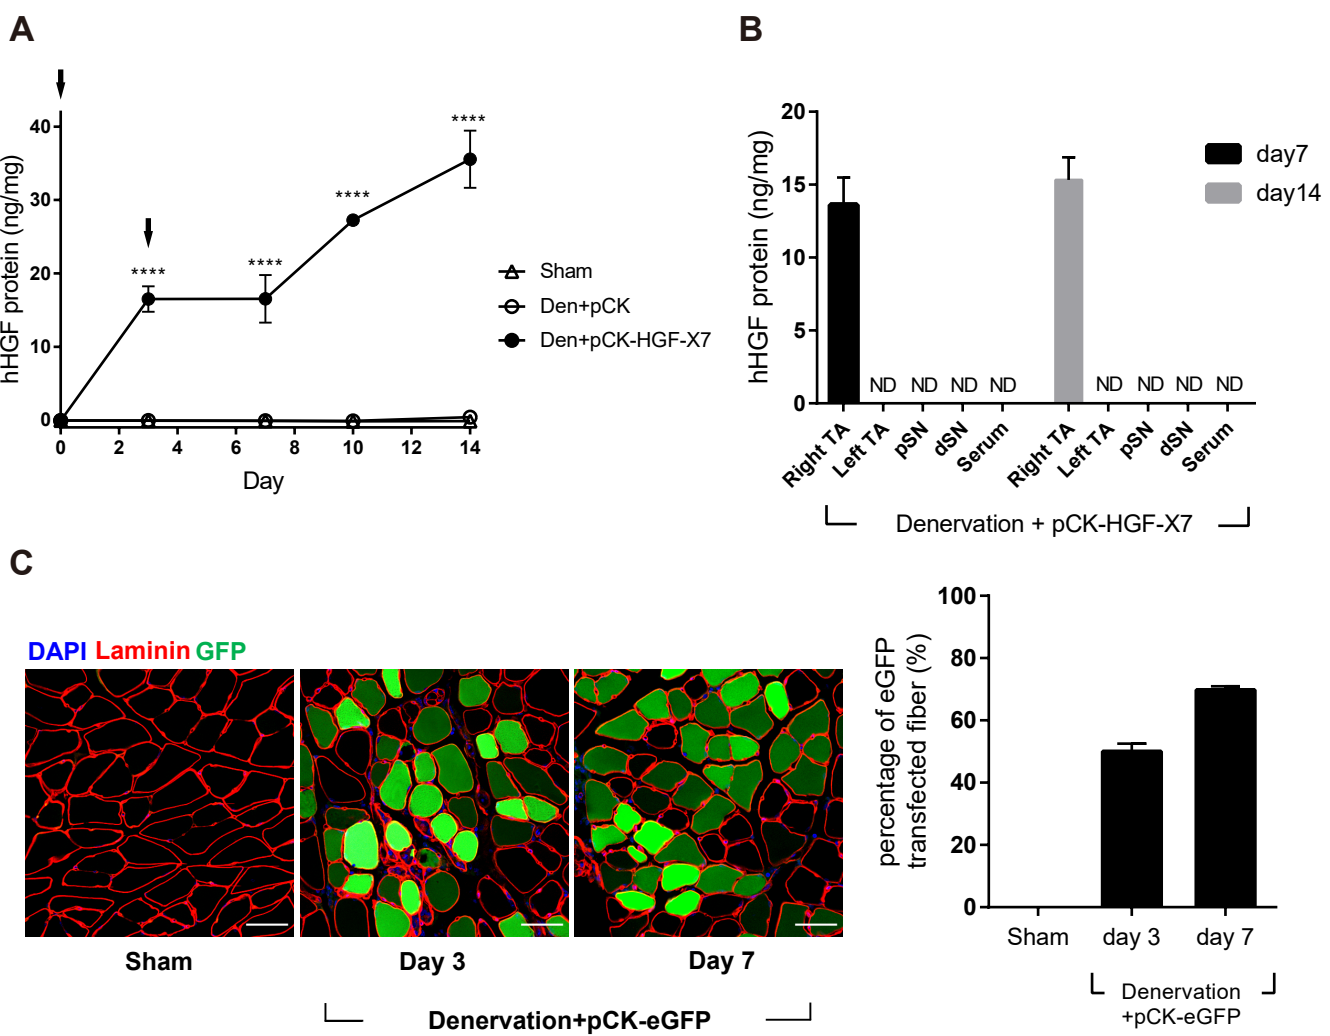 A
hHGF protein (ng/mg)
40
30
20
10
0
****
****
****
****
0 2 4 6 8 10 12 14
Day
Sham
Den+pCK
Den+pCK-HGF-X7
B
hHGF protein (ng/mg)
20
15
10
5
0
ND ND ND ND ND ND ND ND
Right TA Left TA pSN dSN Serum Right TA Left TA pSN dSN Serum
Denervation + pCK-HGF-X7
day7
day14
C
DAPI Laminin GFP
Sham Day 3 Day 7
Denervation+pCK-eGFP
percentage of eGFP
transfected fiber (%)
100
80
60
40
20
0
Sham day 3 day 7
Denervation
+pCK-eGFP